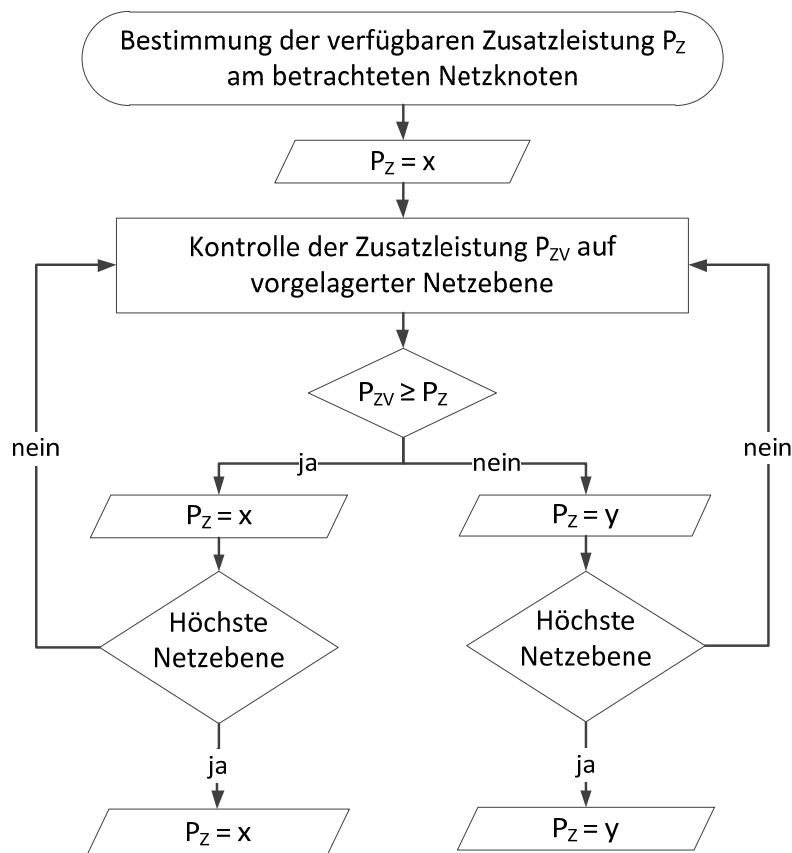 Bestimmung der verfügbaren Zusatzleistung P_Z
am betrachteten Netzknoten
P_Z = x
Kontrolle der Zusatzleistung P_ZV auf
vorgelagerter Netzebene
P_ZV ≥ P_Z
nein
nein
ja
nein
P_Z = x
P_Z = y
Höchste
Netzebene
Höchste
Netzebene
ja
ja
P_Z = x
P_Z = y